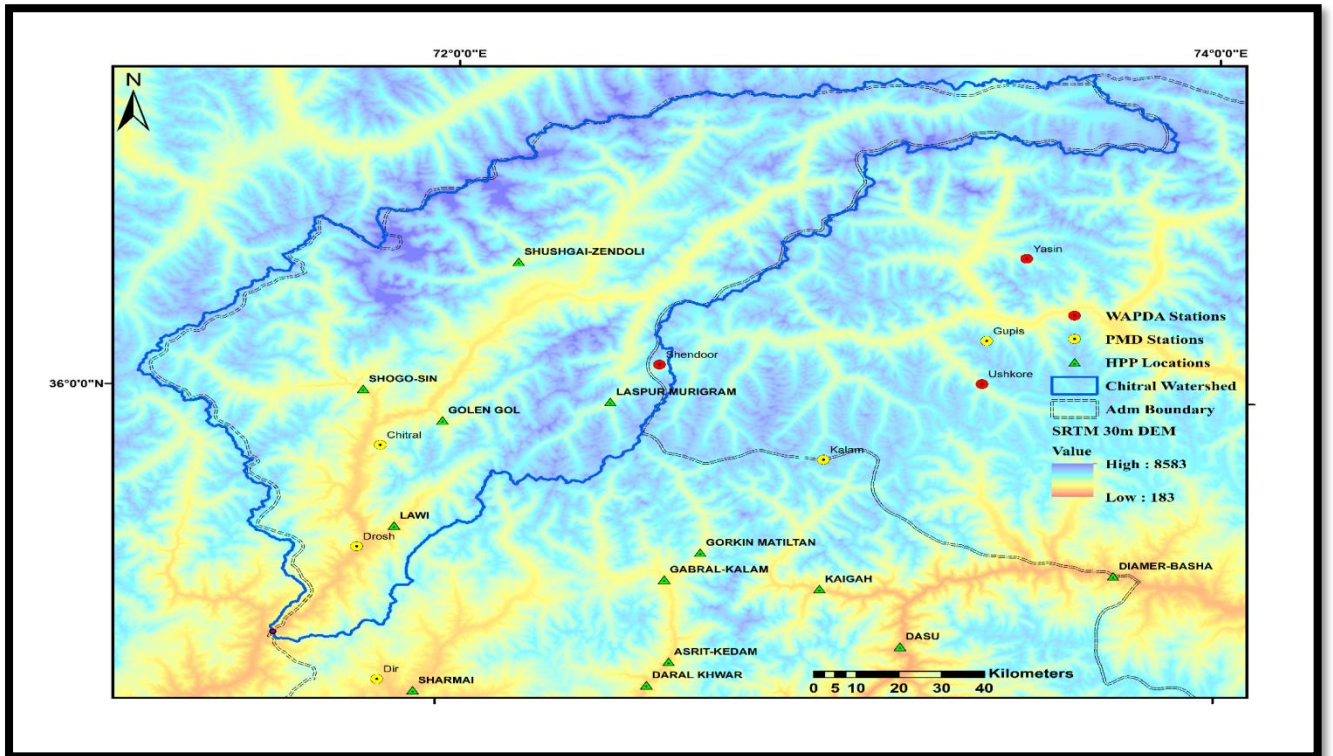 72°0'0"E
74°0'0"E
N
SHUSHGAI-ZENDOLI
Yasin
WAPDA Stations
Gupis
PMD Stations
Shendoor
HPP Locations
36°0'0"N
SHOGO-SIN
Ushkore
Chitral Watershed
LASPUR MURIGRAM
GOLEN GOL
Adm Boundary
SRTM 30m DEM
Chitral
Kalam
Value
High : 8583
Low : 183
LAWI
Drosh
GORKIN MATILTAN
GABRAL-KALAM
KAIGAH
DIAMER-BASHA
DASU
ASRIT-KEDAM
Dir
SHARMAI
DARAL KHWAR
Kilometers
0 5 10 20 30 40